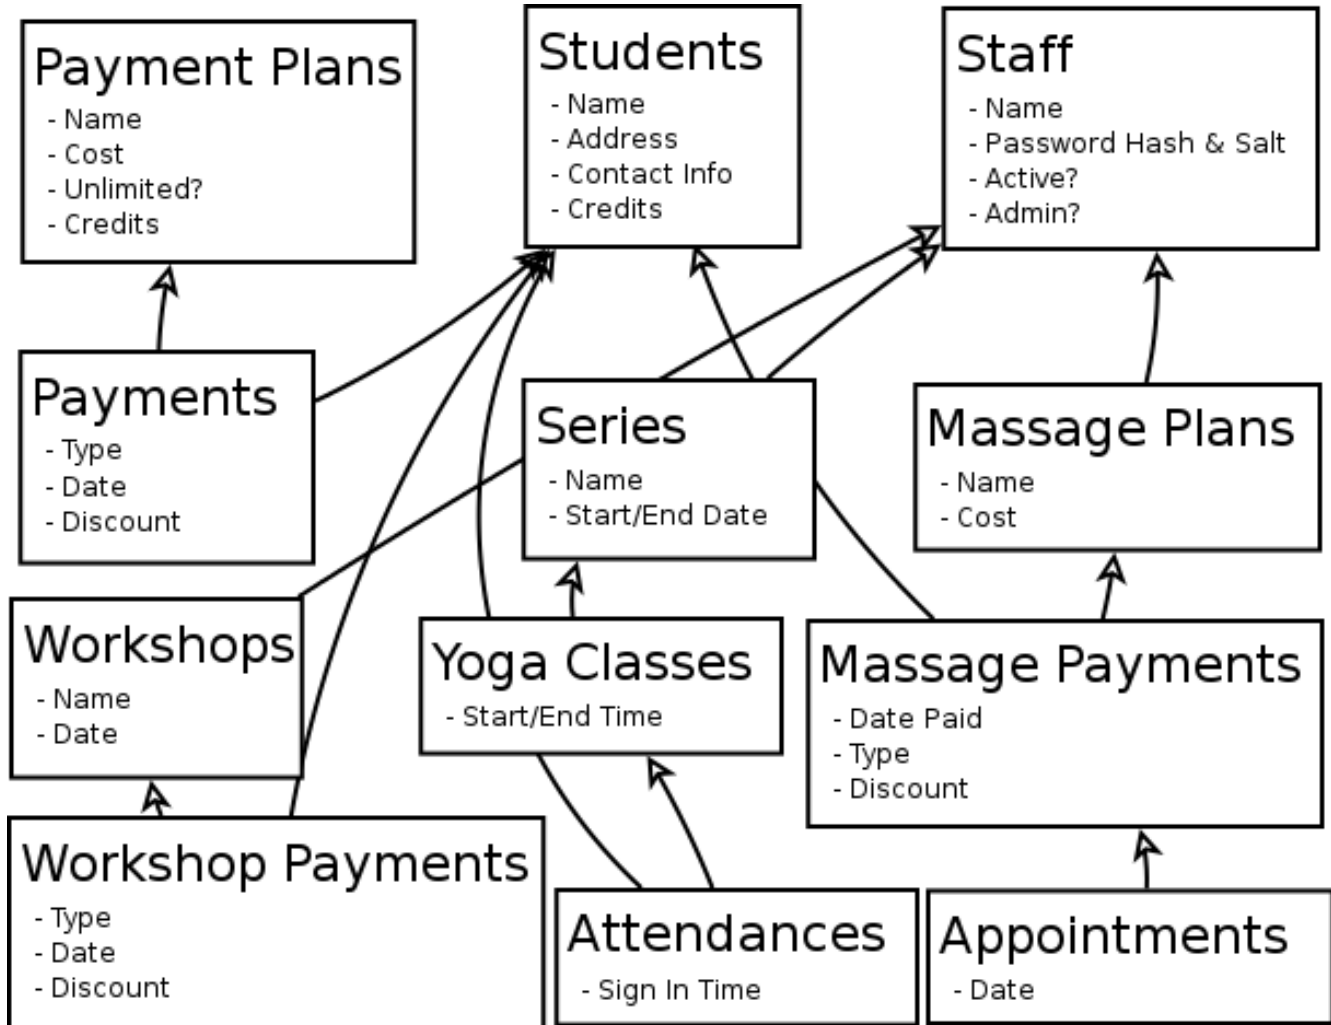 Payment Plans
- Name
- Cost
- Unlimited?
- Credits
Students
- Name
- Address
- Contact Info
- Credits
Staff
- Name
- Password Hash & Salt
- Active?
- Admin?
Payments
- Type
- Date
- Discount
Series
- Name
- Start/End Date
Massage Plans
- Name
- Cost
Workshops
- Name
- Date
Yoga Classes
- Start/End Time
Massage Payments
- Date Paid
- Type
- Discount
Workshop Payments
- Type
- Date
- Discount
Attendances
- Sign In Time
Appointments
- Date